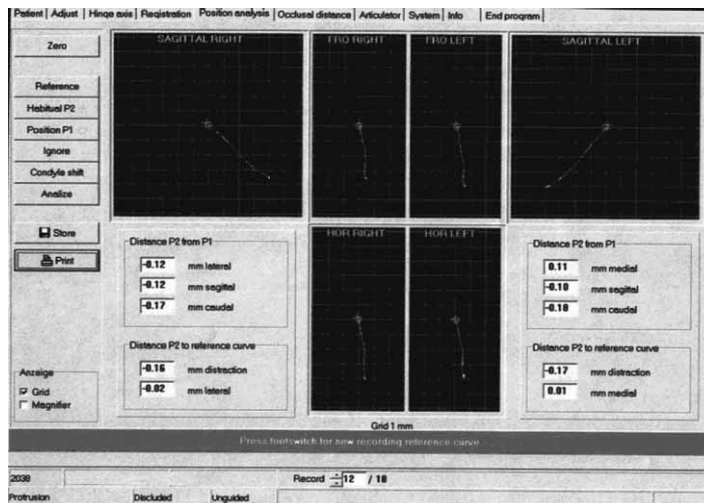 Patient | Adjust | Hinge axis | Registration | Position analysis | Occlusal distance | Articulator | System | Info | End program
Zero
Reference
Habitual P2
Position P1
Ignore
Condyle shift
Analize
Store
Print
Anzeige
Grid
Magnifier
SAGITTAL RIGHT
FRO RIGHT
FRO LEFT
SAGITTAL LEFT
Distance P2 from P1
-0.12 mm lateral
-0.12 mm sagittal
-0.17 mm caudal
Distance P2 to reference curve
-0.16 mm distraction
-0.02 mm lateral
HOR RIGHT
HOR LEFT
Grid 1 mm
Distance P2 from P1
0.11 mm medial
-0.10 mm sagittal
-0.18 mm caudal
Distance P2 to reference curve
-0.17 mm distraction
0.01 mm medial
Press footswitch for new recording reference curve
2038
Record 12 / 18
Protrusion
Discluded
Unguided